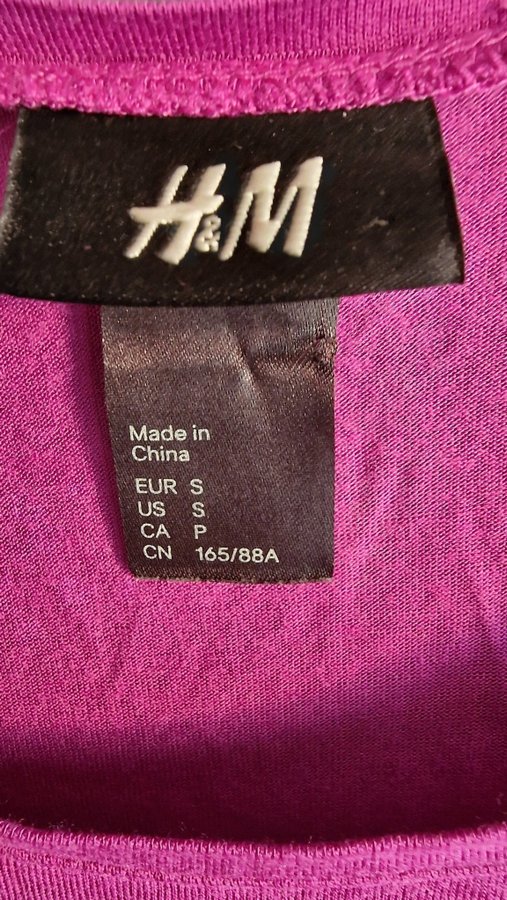 H&M
Made in
China
EUR S
US S
CA P
CN 165/88A